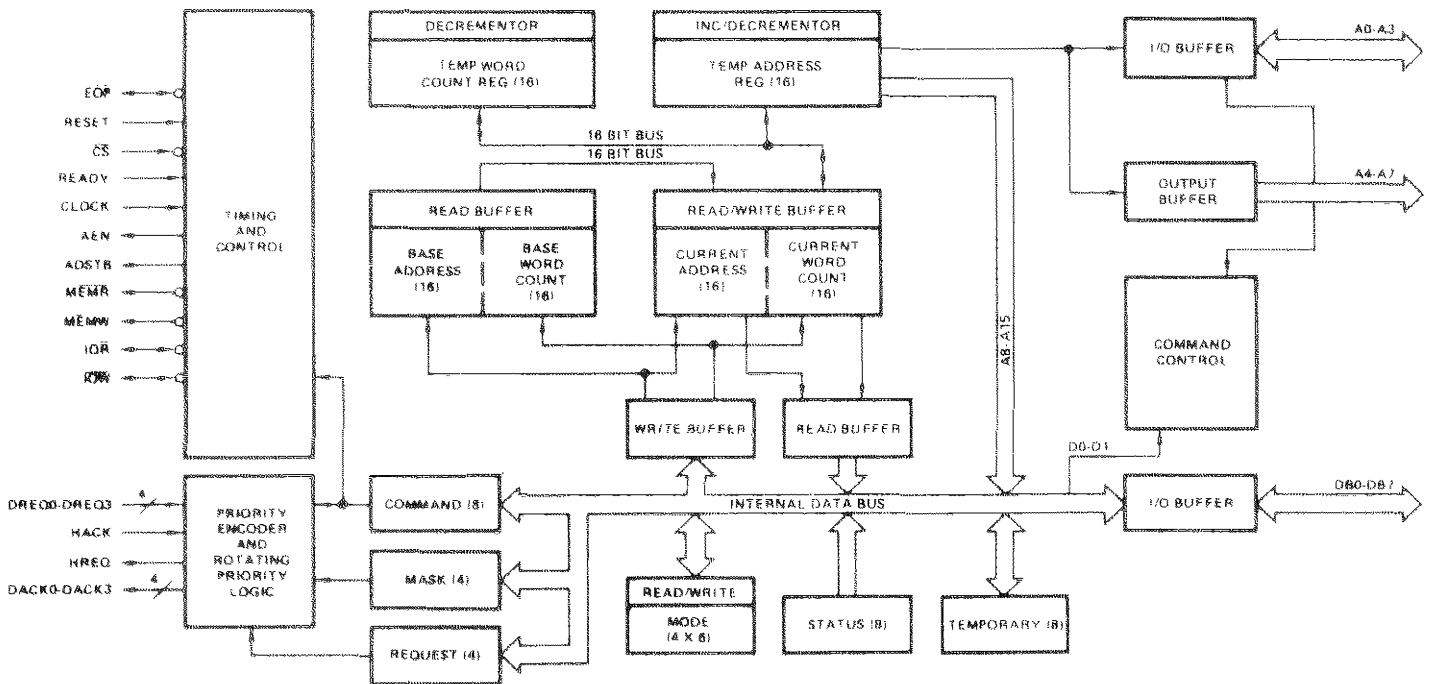 DECREMENTOR
TEMP WORD
COUNT REG (16)
INC/DECREMENTOR
TEMP ADDRESS
REG (16)
I/O BUFFER
A0-A3
EOP
RESET
CS
READY
CLOCK
AEN
ADSTB
MEMR
MEMW
IOR
IOW
TIMING
AND
CONTROL
16 BIT BUS
16 BIT BUS
READ BUFFER
BASE
ADDRESS
(16)
BASE
WORD
COUNT
(16)
READ/WRITE BUFFER
CURRENT
ADDRESS
(16)
CURRENT
WORD
COUNT
(16)
A8-A15
OUTPUT
BUFFER
A4-A7
COMMAND
CONTROL
WRITE BUFFER
READ BUFFER
D0-D1
DREQ0-DREQ3
4
HACK
HREQ
DACK0-DACK3
4
PRIORITY
ENCODER
AND
ROTATING
PRIORITY
LOGIC
COMMAND (8)
MASK (4)
REQUEST (4)
INTERNAL DATA BUS
I/O BUFFER
DB0-DB7
READ/WRITE
MODE
(4 X 6)
STATUS (8)
TEMPORARY (8)